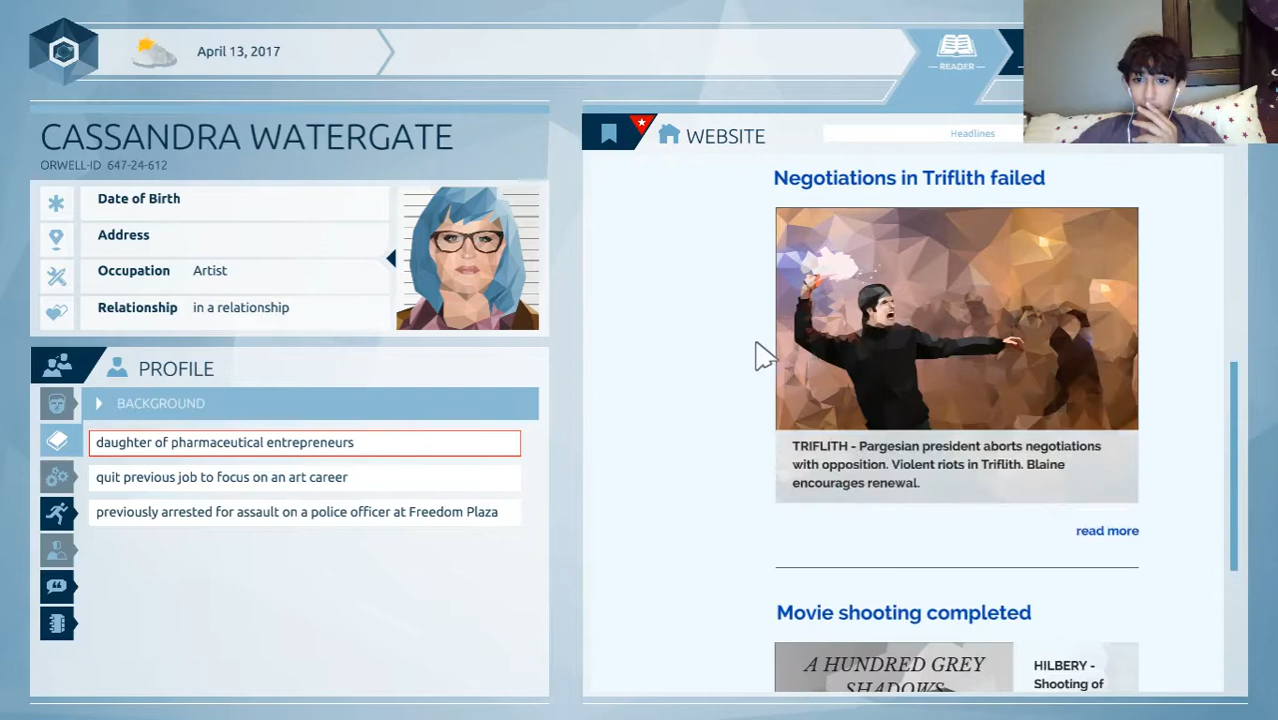 April 13, 2017
READER
CASSANDRA WATERGATE
ORWELL-ID 647-24-612
Date of Birth
Address
Occupation Artist
Relationship in a relationship
PROFILE
BACKGROUND
daughter of pharmaceutical entrepreneurs
quit previous job to focus on an art career
previously arrested for assault on a police officer at Freedom Plaza
WEBSITE
Headlines
Negotiations in Triflith failed
TRIFLITH - Pargesian president aborts negotiations
with opposition. Violent riots in Triflith. Blaine
encourages renewal.
read more
Movie shooting completed
A HUNDRED GREY
SHADOWS
HILBERY -
Shooting of